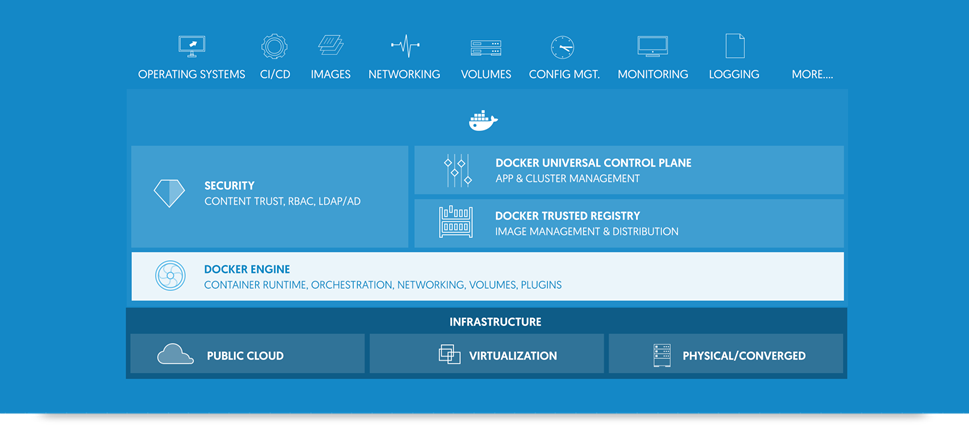 OPERATING SYSTEMS CI/CD IMAGES NETWORKING VOLUMES CONFIG MGT. MONITORING LOGGING MORE....
SECURITY
CONTENT TRUST, RBAC, LDAP/AD
DOCKER UNIVERSAL CONTROL PLANE
APP & CLUSTER MANAGEMENT
DOCKER TRUSTED REGISTRY
IMAGE MANAGEMENT & DISTRIBUTION
DOCKER ENGINE
CONTAINER RUNTIME, ORCHESTRATION, NETWORKING, VOLUMES, PLUGINS
INFRASTRUCTURE
PUBLIC CLOUD VIRTUALIZATION PHYSICAL/CONVERGED